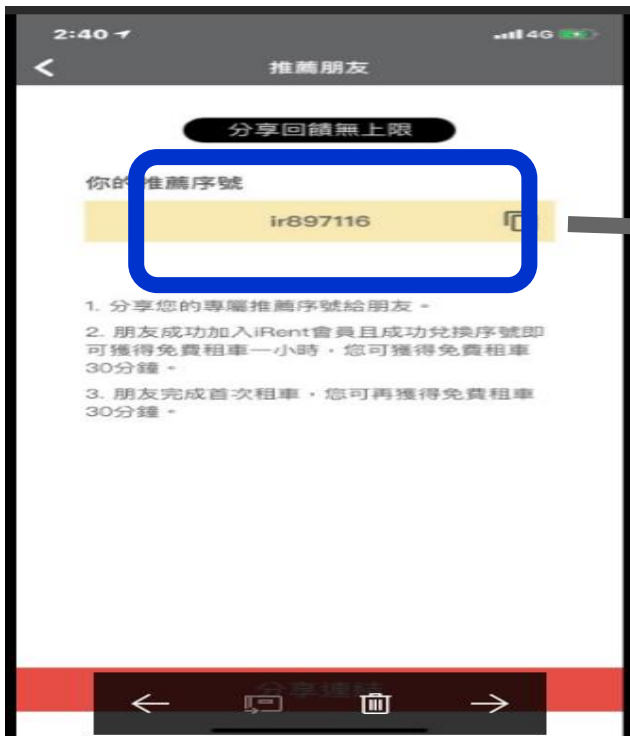 2:40
4G
推薦朋友
分享回饋無上限
你的推薦序號
ir897116
1. 分享您的專屬推薦序號給朋友。
2. 朋友成功加入iRent會員且成功兌換序號即
可獲得免費租車一小時，您可獲得免費租車
30分鐘。
3. 朋友完成首次租車，您可再獲得免費租車
30分鐘。
分享連結